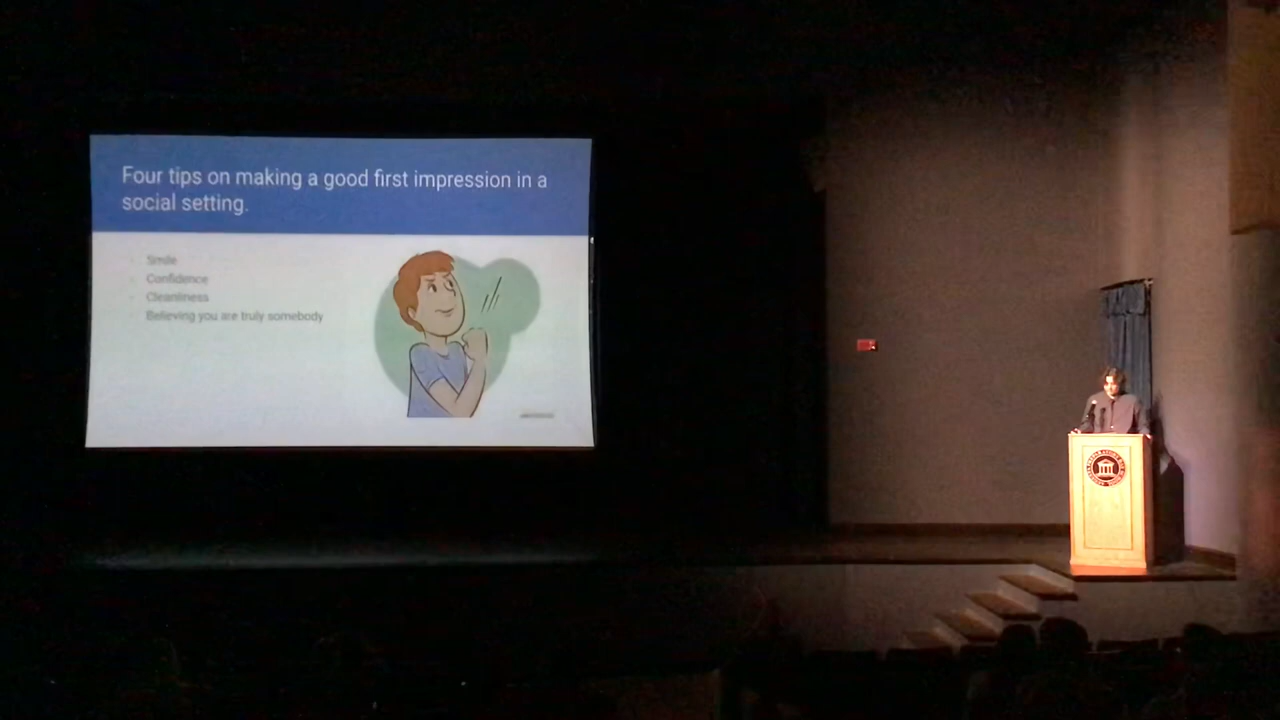 Four tips on making a good first impression in a
social setting.
Smile
Confidence
Cleanliness
Believing you are truly somebody